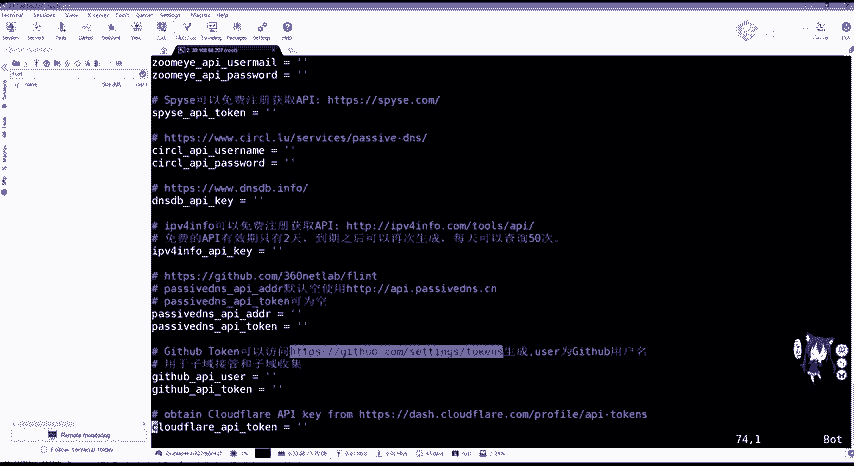 Terminal Sessions View X server Tools Games Settings Macros Help
zoomeye_api_usermail = ''
zoomeye_api_password = ''
# Spyse可以免费注册获取API: https://spyse.com/
spyse_api_token = ''
# https://www.circl.lu/services/passive-dns/
circl_api_username = ''
circl_api_password = ''
# https://www.dnsdb.info/
dnsdb_api_key = ''
# ipv4info可以免费注册获取API: http://ipv4info.com/tools/api/
# 免费的API有效期只有2天，到期之后可以再次生成，每天可以查询50次。
ipv4info_api_key = ''
# https://github.com/360netlab/flint
# passivedns_api_addr默认空使用http://api.passivedns.cn
# passivedns_api_token可为空
passivedns_api_addr = ''
passivedns_api_token = ''
# Github Token可以访问https://github.com/settings/tokens生成,user为Github用户名
# 用于子域接管和子域收集
github_api_user = ''
github_api_token = ''
# obtain Cloudflare API key from https://dash.cloudflare.com/profile/api-tokens
cloudflare_api_token = ''
74,1 Bot
Remote monitoring
Follow terminal folder